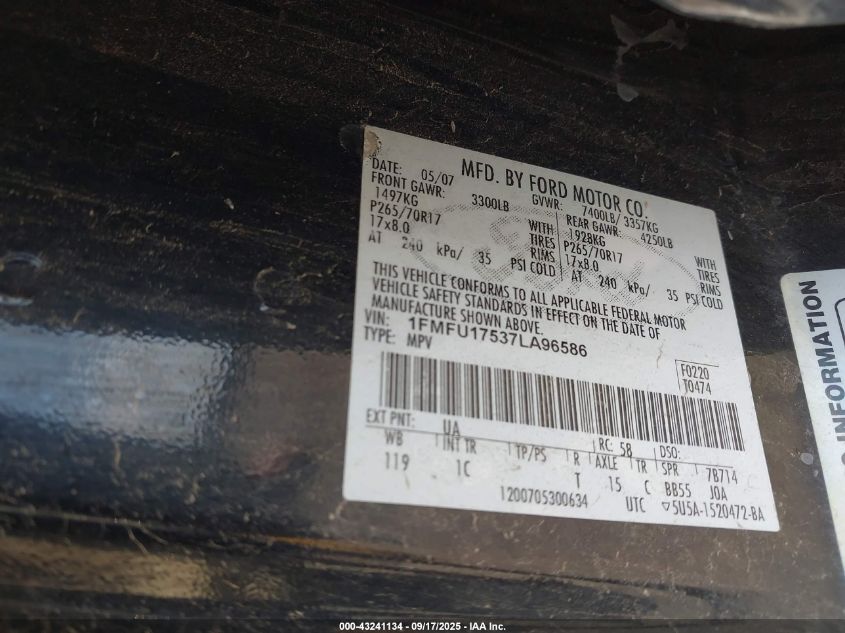 MFD. BY FORD MOTOR CO.
DATE: 05/07 GVWR: 7400LB/ 3357KG
FRONT GAWR: 3300LB REAR GAWR: 4250LB
1497KG WITH 1928KG WITH
P265/70R17 TIRES P265/70R17 TIRES
17x8.0 RIMS 17x8.0 RIMS
AT 240 kPa/ 35 PSI COLD AT 240 kPa/ 35 PSI COLD
THIS VEHICLE CONFORMS TO ALL APPLICABLE FEDERAL MOTOR
VEHICLE SAFETY STANDARDS IN EFFECT ON THE DATE OF
MANUFACTURE SHOWN ABOVE.
VIN: 1FMFU17537LA96586
TYPE: MPV
F0220
T0474
EXT PNT: UA RC: 58 DSO:
WB INT TR TP/PS R AXLE TR SPR 7B714
119 1C T 15 C BB55 J0A
1200705300634 UTC ▽5U5A-1520472-BA
INFORMATION
000-43241134 - 09/17/2025 - IAA Inc.